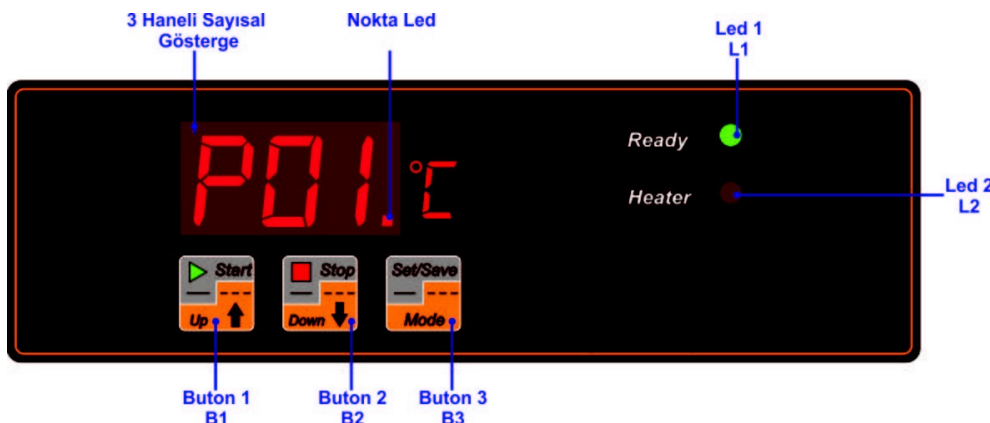 3 Haneli Sayısal
Gösterge
Nokta Led
Led 1
L1
P01.
°C
Ready
Heater
Led 2
L2
Start
Up
Stop
Down
Set/Save
Mode
Buton 1
B1
Buton 2
B2
Buton 3
B3